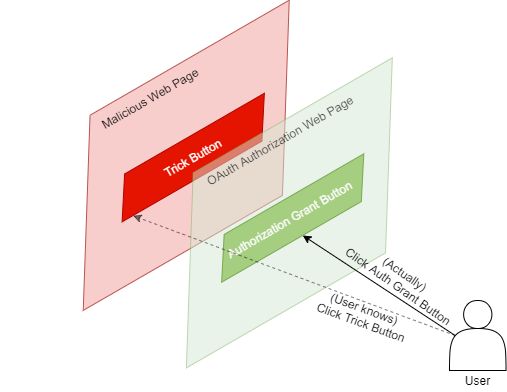 Malicious Web Page
Trick Button
OAuth Authorization Web Page
Authorization Grant Button
(Actually)
Click Auth Grant Button
(User knows)
Click Trick Button
User